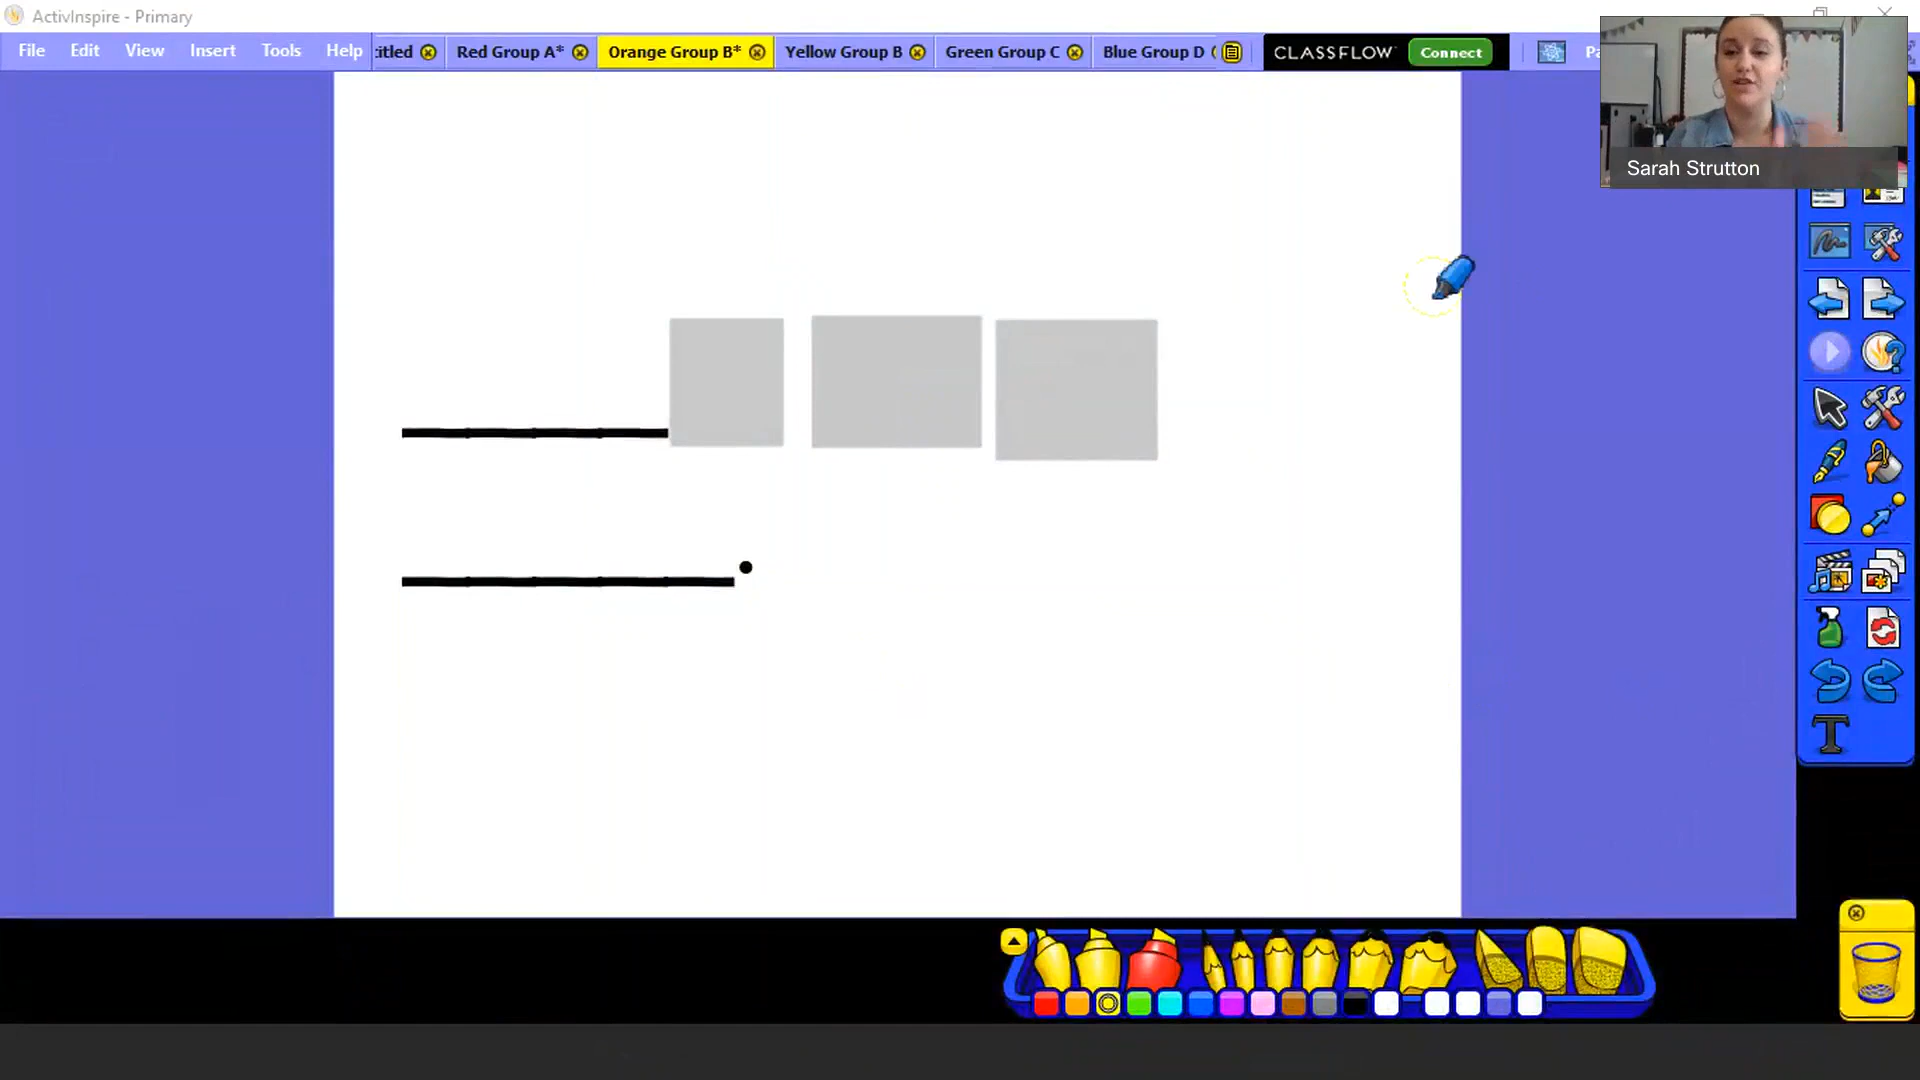 ActivInspire - Primary
File Edit View Insert Tools Help :itled Red Group A* Orange Group B* Yellow Group B Green Group C Blue Group D CLASSFLOW Connect
Sarah Strutton